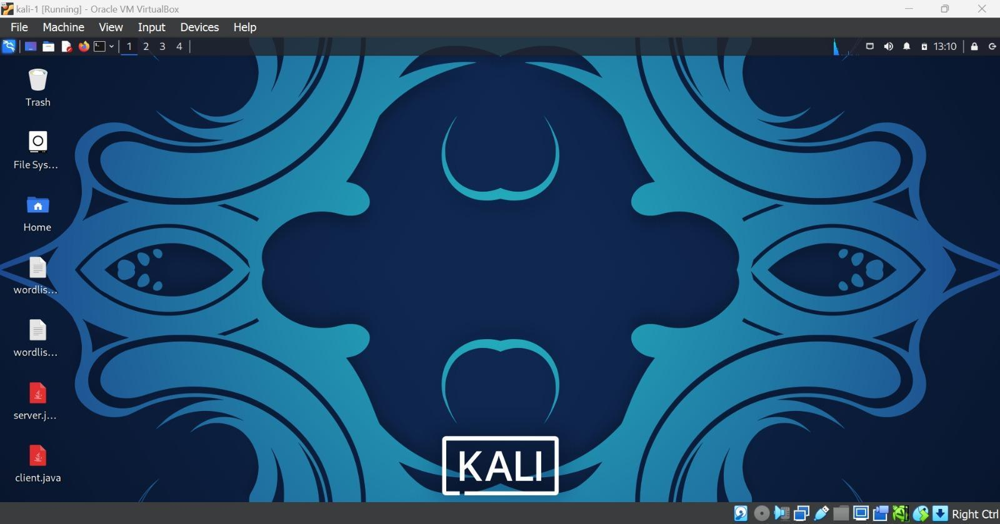 kali-1 [Running] - Oracle VM VirtualBox
File Machine View Input Devices Help
1 2 3 4 13:10
Trash
File Sys...
Home
wordlis...
wordlis...
server.j...
client.java
KALI
Right Ctrl